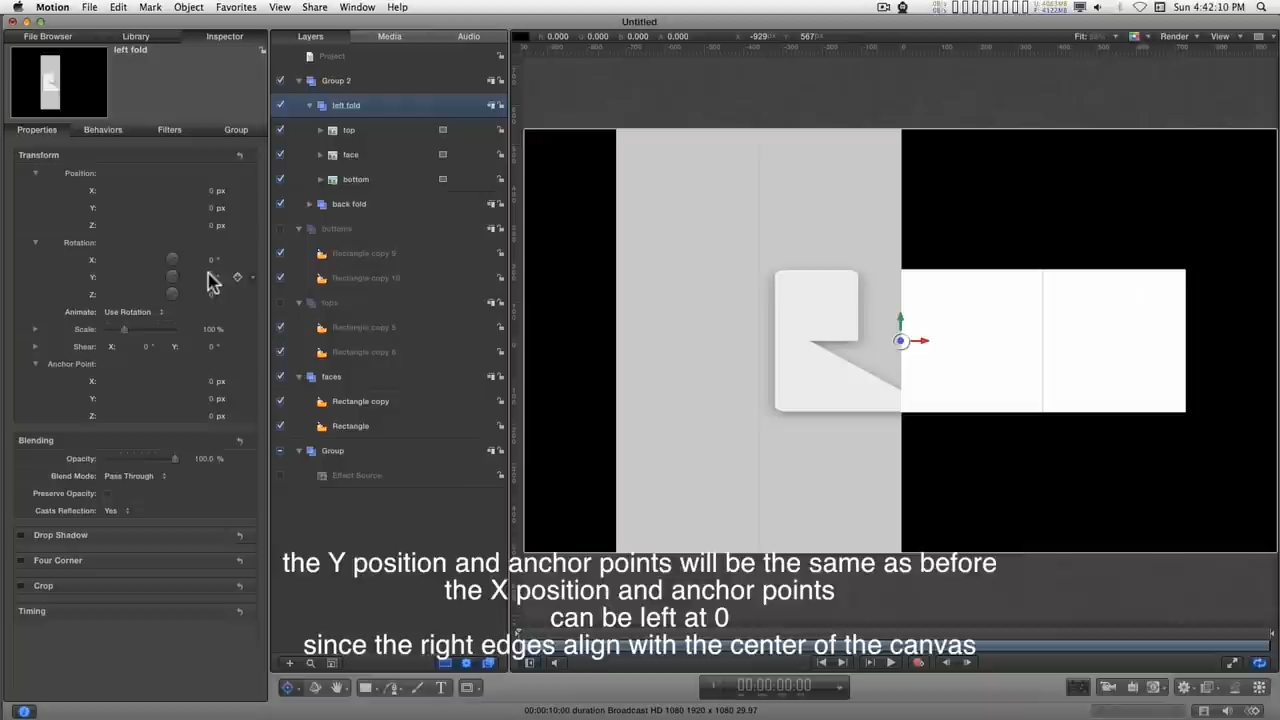 Motion File Edit Mark Object Favorites View Share Window Help
Sun 4:42:10 PM
Untitled
File Browser Library Inspector
Layers Media Audio
R: 0.000 G: 0.000 B: 0.000 A: 0.000 X: -929px Y: 567px
Fit: Render View
left fold
Project
Group 2
left fold
top
face
bottom
back fold
bottoms
Rectangle copy 9
Rectangle copy 10
tops
Rectangle copy 5
Rectangle copy 6
faces
Rectangle copy
Rectangle
Group
Effect Source
Properties Behaviors Filters Group
Transform
Position:
X: 0 px
Y: 0 px
Z: 0 px
Rotation:
X: 0 °
Y:
Z:
Animate: Use Rotation
Scale: 100 %
Shear: X: 0 ° Y: 0 °
Anchor Point:
X: 0 px
Y: 0 px
Z: 0 px
Blending
Opacity: 100.0 %
Blend Mode: Pass Through
Preserve Opacity:
Casts Reflection: Yes
Drop Shadow
Four Corner
Crop
Timing
the Y position and anchor points will be the same as before
the X position and anchor points
can be left at 0
since the right edges align with the center of the canvas
00:00:00:00
00:00:10:00 duration Broadcast HD 1080 1920 x 1080 29.97